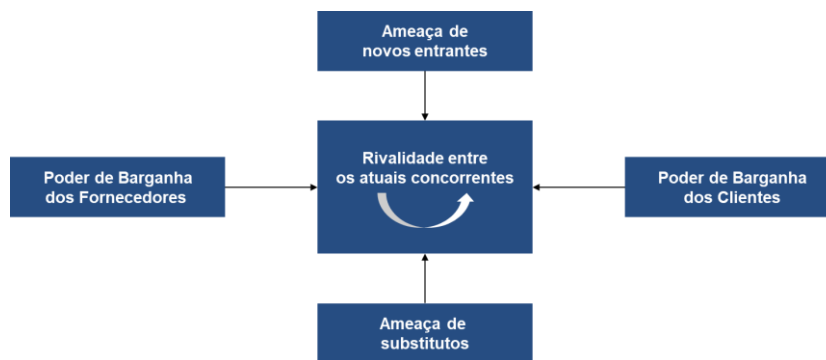 Ameaça de
novos entrantes
Rivalidade entre
os atuais concorrentes
Poder de Barganha
dos Fornecedores
Poder de Barganha
dos Clientes
Ameaça de
substitutos